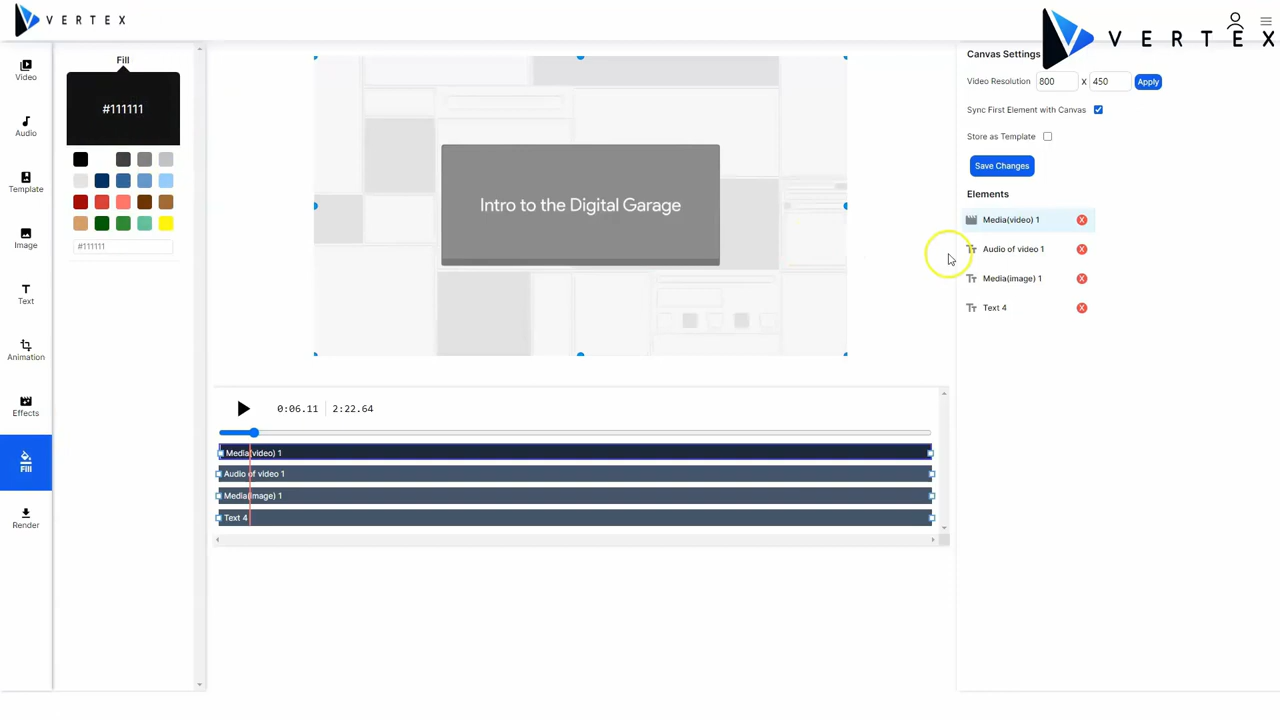 VERTEX
VERTEX
Video
Audio
Template
Image
Text
Animation
Effects
Fill
Render
Fill
#111111
#111111
Intro to the Digital Garage
0:06.11
2:22.64
Media(video) 1
Audio of video 1
Media(image) 1
Text 4
Canvas Settings
Video Resolution 800 X 450 Apply
Sync First Element with Canvas
Store as Template
Save Changes
Elements
Media(video) 1 X
Audio of video 1 X
Media(image) 1 X
Text 4 X